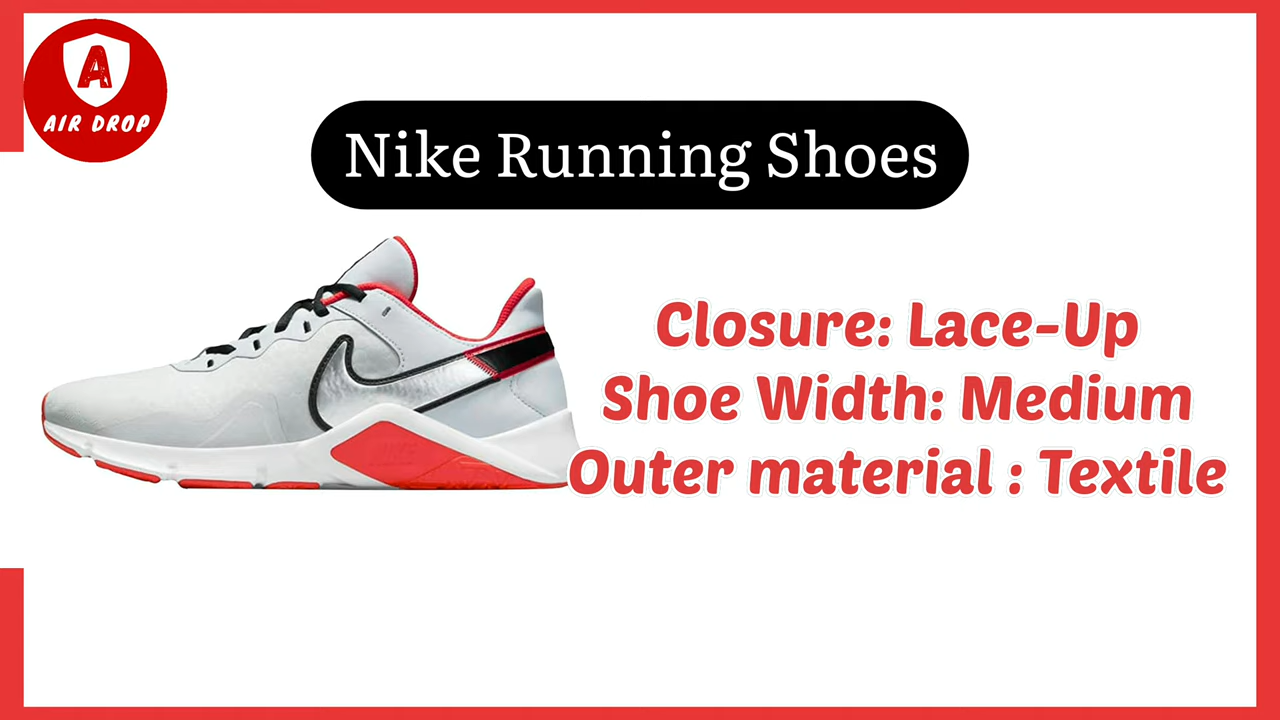 A
AIR DROP
Nike Running Shoes
Closure: Lace-Up
Shoe Width: Medium
Outer material : Textile